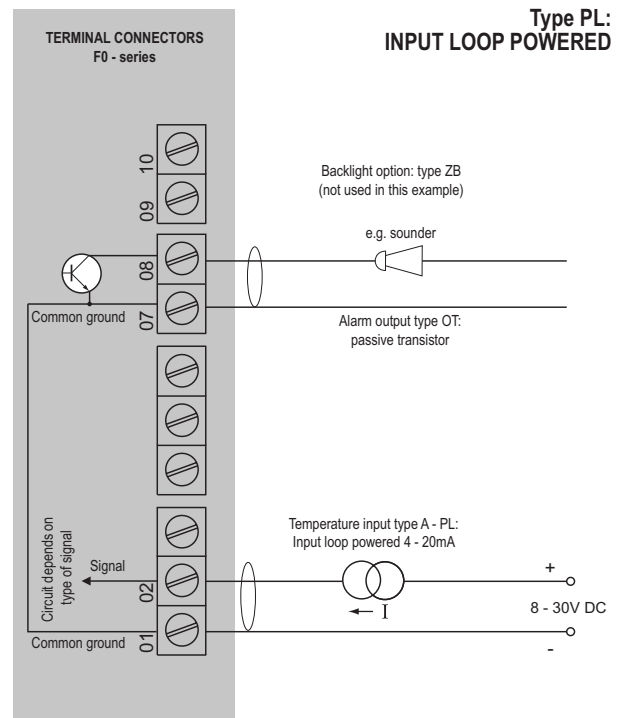 Type PL:
INPUT LOOP POWERED
TERMINAL CONNECTORS
F0 - series
10
09
Backlight option: type ZB
(not used in this example)
e.g. sounder
08
Common ground
07
Alarm output type OT:
passive transistor
Circuit depends on
type of signal
Temperature input type A - PL:
Input loop powered 4 - 20mA
Signal
02
+
I
8 - 30V DC
Common ground
01
-